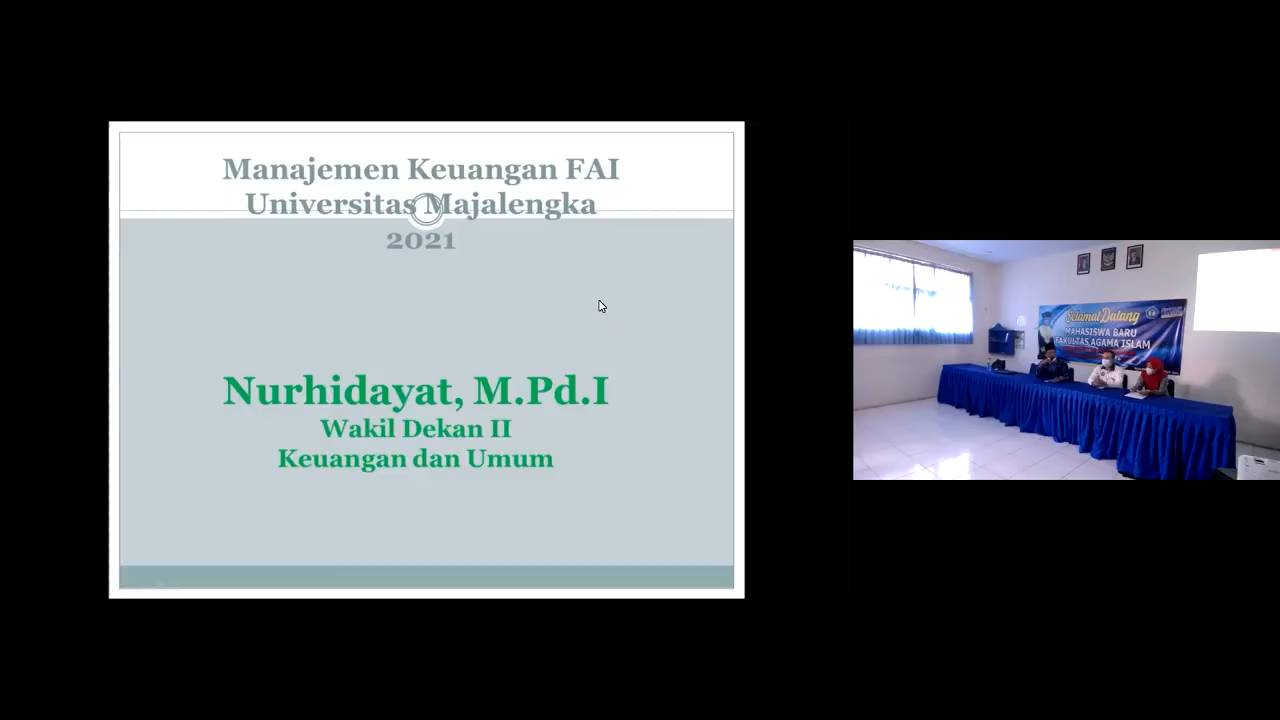 Manajemen Keuangan FAI
Universitas Majalengka
2021
Nurhidayat, M.Pd.I
Wakil Dekan II
Keuangan dan Umum
Selamat Datang
MAHASISWA BARU
FAKULTAS AGAMA ISLAM